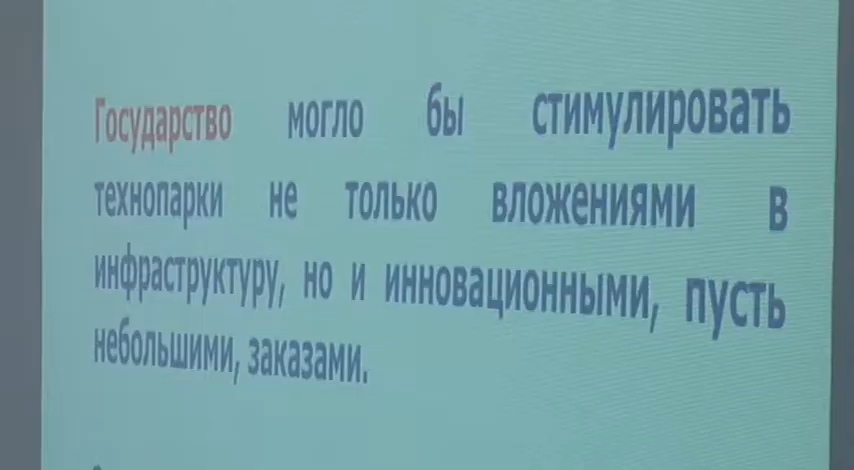 Государство могло бы стимулировать
технопарки не только вложениями в
инфраструктуру, но и инновационными, пусть
небольшими, заказами.